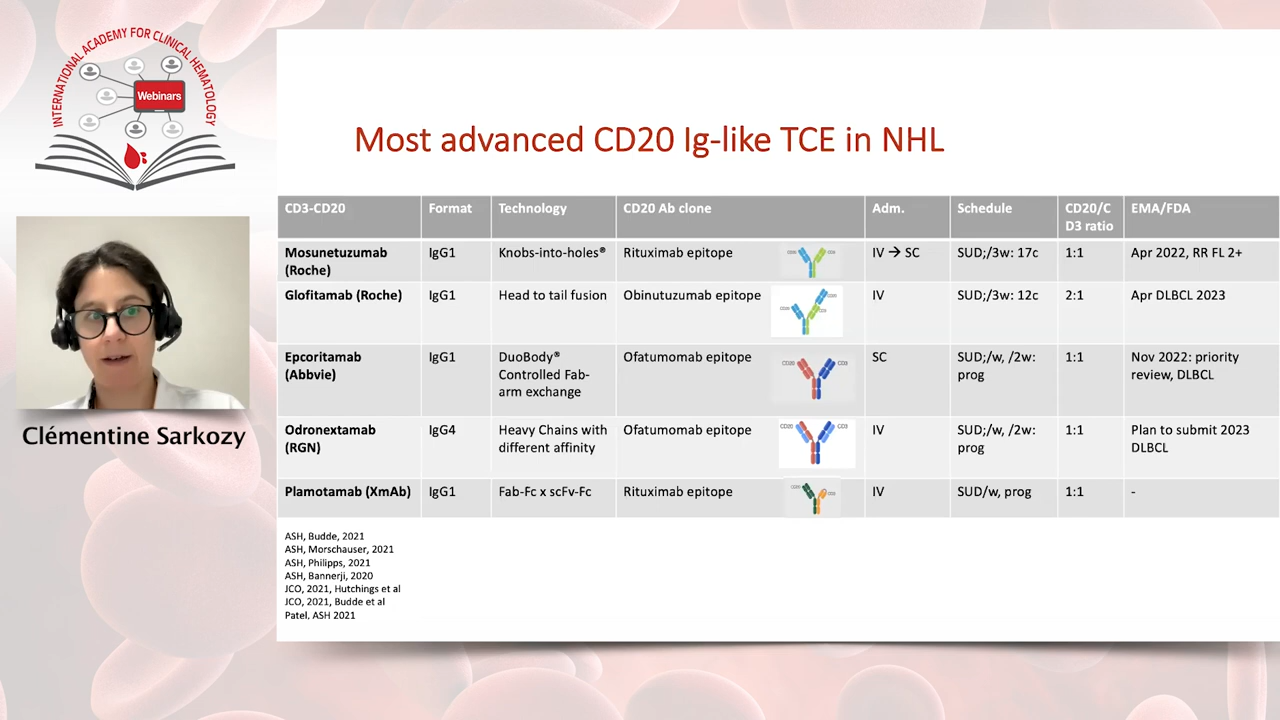 INTERNATIONAL ACADEMY FOR CLINICAL HEMATOLOGY
Webinars
Clémentine Sarkozy
Most advanced CD20 Ig-like TCE in NHL
CD3-CD20 Format Technology CD20 Ab clone Adm. Schedule CD20/C
D3 ratio EMA/FDA
Mosunetuzumab
(Roche) IgG1 Knobs-into-holes® Rituximab epitope IV → SC SUD;/3w: 17c 1:1 Apr 2022, RR FL 2+
Glofitamab (Roche) IgG1 Head to tail fusion Obinutuzumab epitope IV SUD;/3w: 12c 2:1 Apr DLBCL 2023
Epcoritamab
(Abbvie) IgG1 DuoBody®
Controlled Fab-
arm exchange Ofatumomab epitope CD20 CD3 SC SUD;/w, /2w:
prog 1:1 Nov 2022: priority
review, DLBCL
Odronextamab
(RGN) IgG4 Heavy Chains with
different affinity Ofatumomab epitope CD20 CD3 IV SUD;/w, /2w:
prog 1:1 Plan to submit 2023
DLBCL
Plamotamab (XmAb) IgG1 Fab-Fc x scFv-Fc Rituximab epitope IV SUD/w, prog 1:1 -
ASH, Budde, 2021
ASH, Morschauser, 2021
ASH, Philipps, 2021
ASH, Bannerji, 2020
JCO, 2021, Hutchings et al
JCO, 2021, Budde et al
Patel, ASH 2021